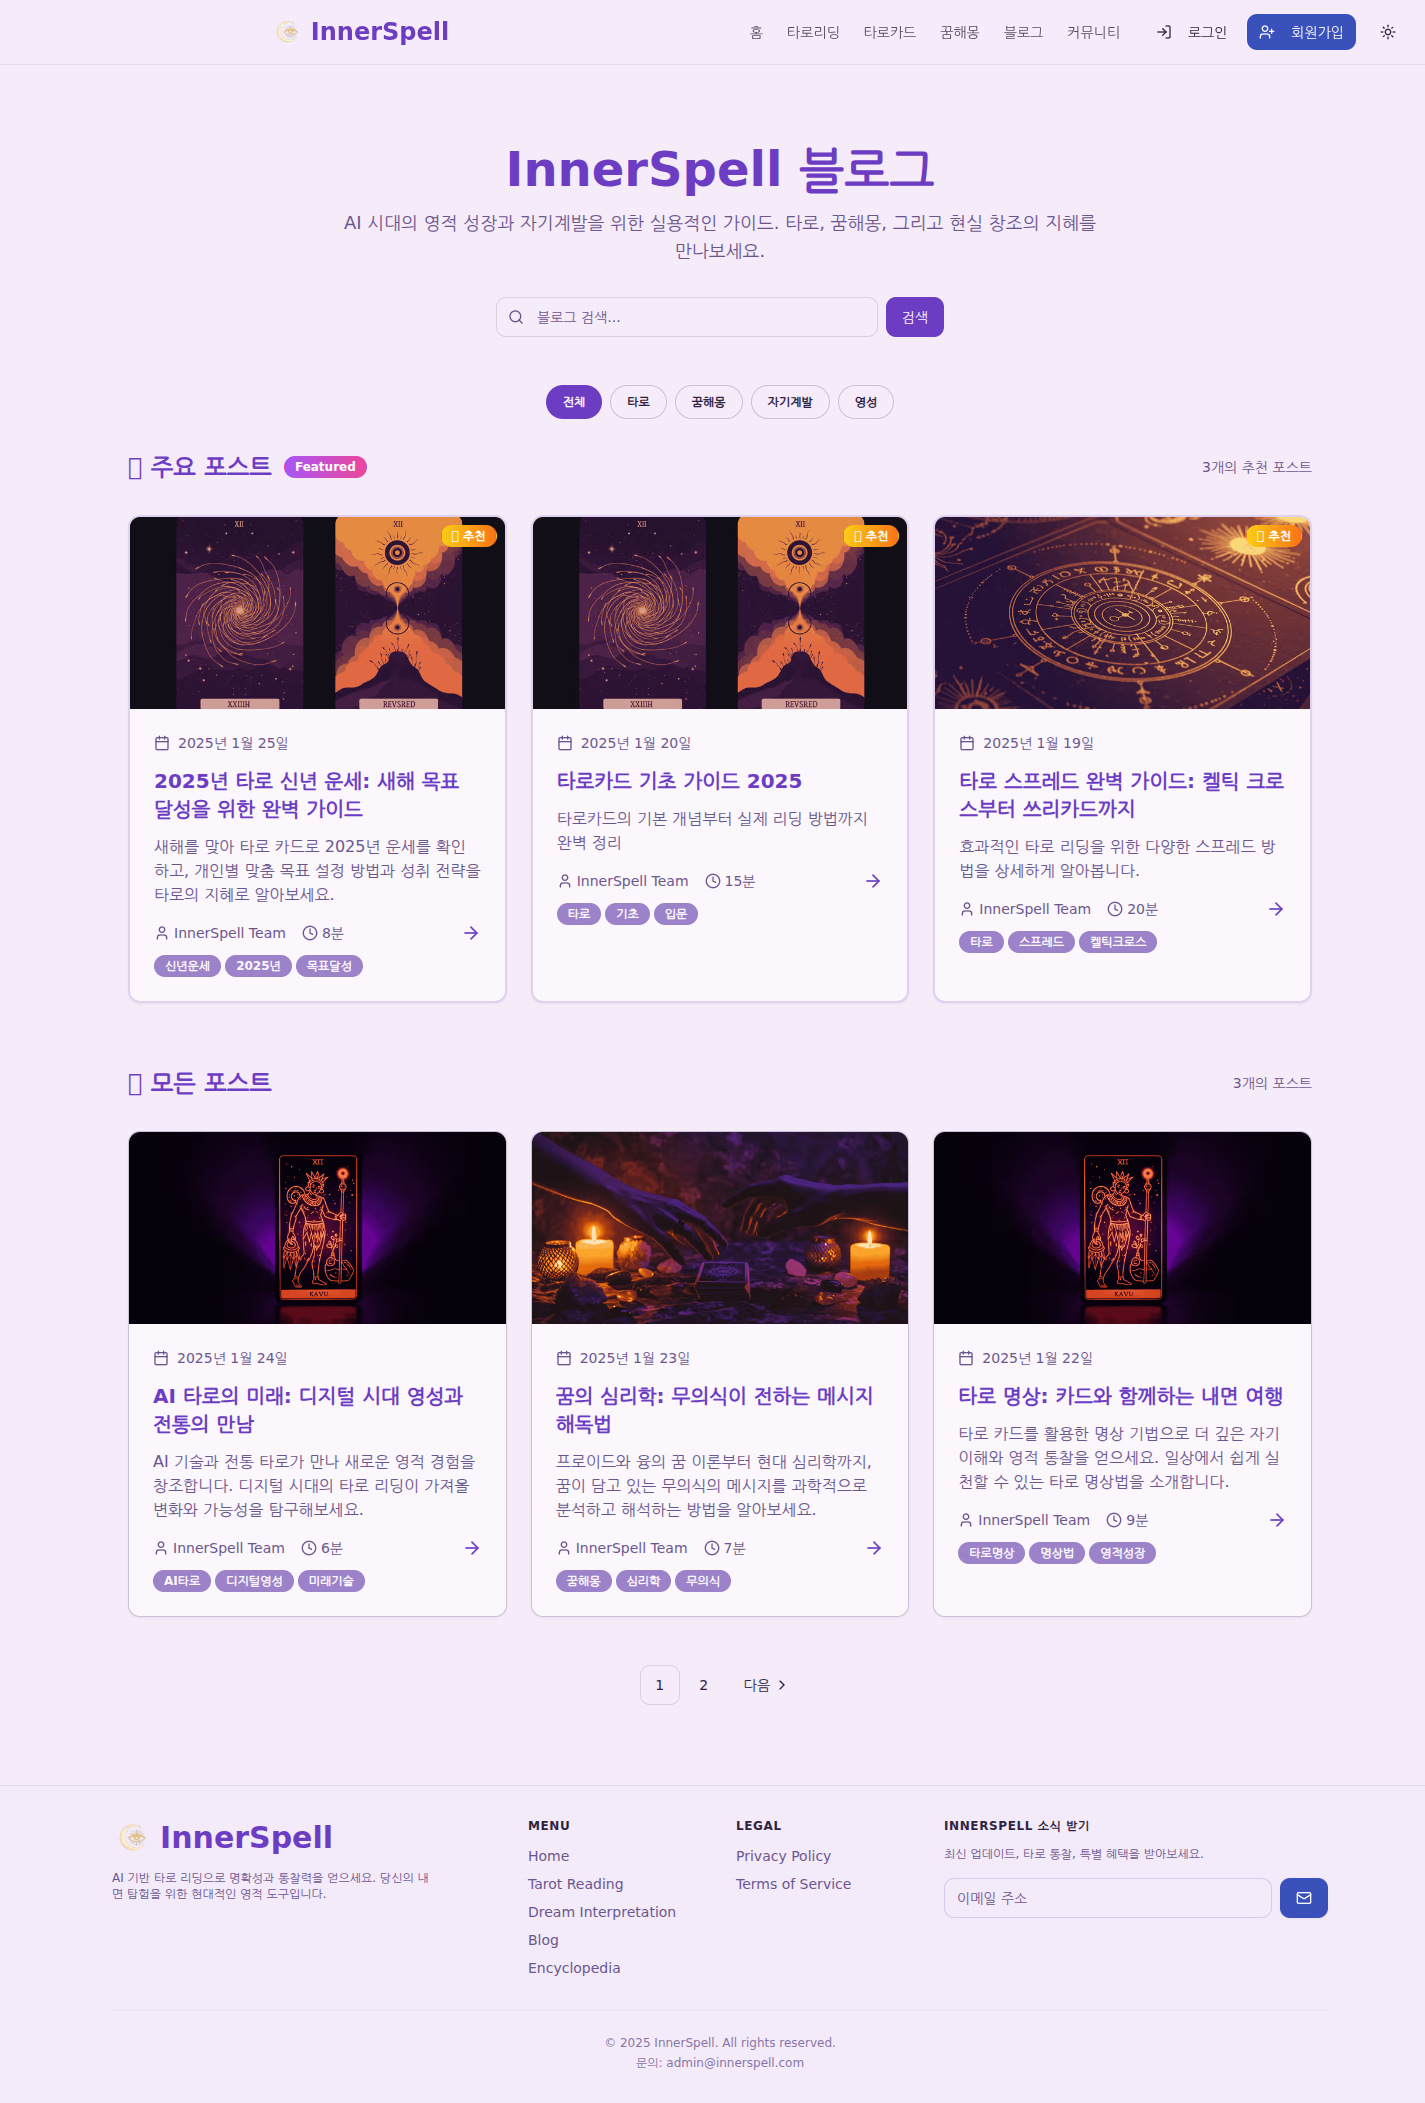 InnerSpell
홈 타로리딩 타로카드 꿈해몽 블로그 커뮤니티 로그인 회원가입
InnerSpell 블로그
AI 시대의 영적 성장과 자기계발을 위한 실용적인 가이드. 타로, 꿈해몽, 그리고 현실 창조의 지혜를
만나보세요.
블로그 검색...
검색
전체 타로 꿈해몽 자기계발 영성
주요 포스트 Featured
3개의 추천 포스트
XII
XII
추천
XXIIIH
REVSRED
2025년 1월 25일
2025년 타로 신년 운세: 새해 목표
달성을 위한 완벽 가이드
새해를 맞아 타로 카드로 2025년 운세를 확인
하고, 개인별 맞춤 목표 설정 방법과 성취 전략을
타로의 지혜로 알아보세요.
InnerSpell Team 8분
신년운세 2025년 목표달성
XII
XII
추천
XXIIIH
REVSRED
2025년 1월 20일
타로카드 기초 가이드 2025
타로카드의 기본 개념부터 실제 리딩 방법까지
완벽 정리
InnerSpell Team 15분
타로 기초 입문
추천
2025년 1월 19일
타로 스프레드 완벽 가이드: 켈틱 크로
스부터 쓰리카드까지
효과적인 타로 리딩을 위한 다양한 스프레드 방
법을 상세하게 알아봅니다.
InnerSpell Team 20분
타로 스프레드 켈틱크로스
모든 포스트
3개의 포스트
XII
KAVU
2025년 1월 24일
AI 타로의 미래: 디지털 시대 영성과
전통의 만남
AI 기술과 전통 타로가 만나 새로운 영적 경험을
창조합니다. 디지털 시대의 타로 리딩이 가져올
변화와 가능성을 탐구해보세요.
InnerSpell Team 6분
AI타로 디지털영성 미래기술
2025년 1월 23일
꿈의 심리학: 무의식이 전하는 메시지
해독법
프로이드와 융의 꿈 이론부터 현대 심리학까지,
꿈이 담고 있는 무의식의 메시지를 과학적으로
분석하고 해석하는 방법을 알아보세요.
InnerSpell Team 7분
꿈해몽 심리학 무의식
XII
KAVU
2025년 1월 22일
타로 명상: 카드와 함께하는 내면 여행
타로 카드를 활용한 명상 기법으로 더 깊은 자기
이해와 영적 통찰을 얻으세요. 일상에서 쉽게 실
천할 수 있는 타로 명상법을 소개합니다.
InnerSpell Team 9분
타로명상 명상법 영적성장
1 2 다음
InnerSpell
AI 기반 타로 리딩으로 명확성과 통찰력을 얻으세요. 당신의 내
면 탐험을 위한 현대적인 영적 도구입니다.
MENU
Home
Tarot Reading
Dream Interpretation
Blog
Encyclopedia
LEGAL
Privacy Policy
Terms of Service
INNERSPELL 소식 받기
최신 업데이트, 타로 통찰, 특별 혜택을 받아보세요.
이메일 주소
© 2025 InnerSpell. All rights reserved.
문의: admin@innerspell.com